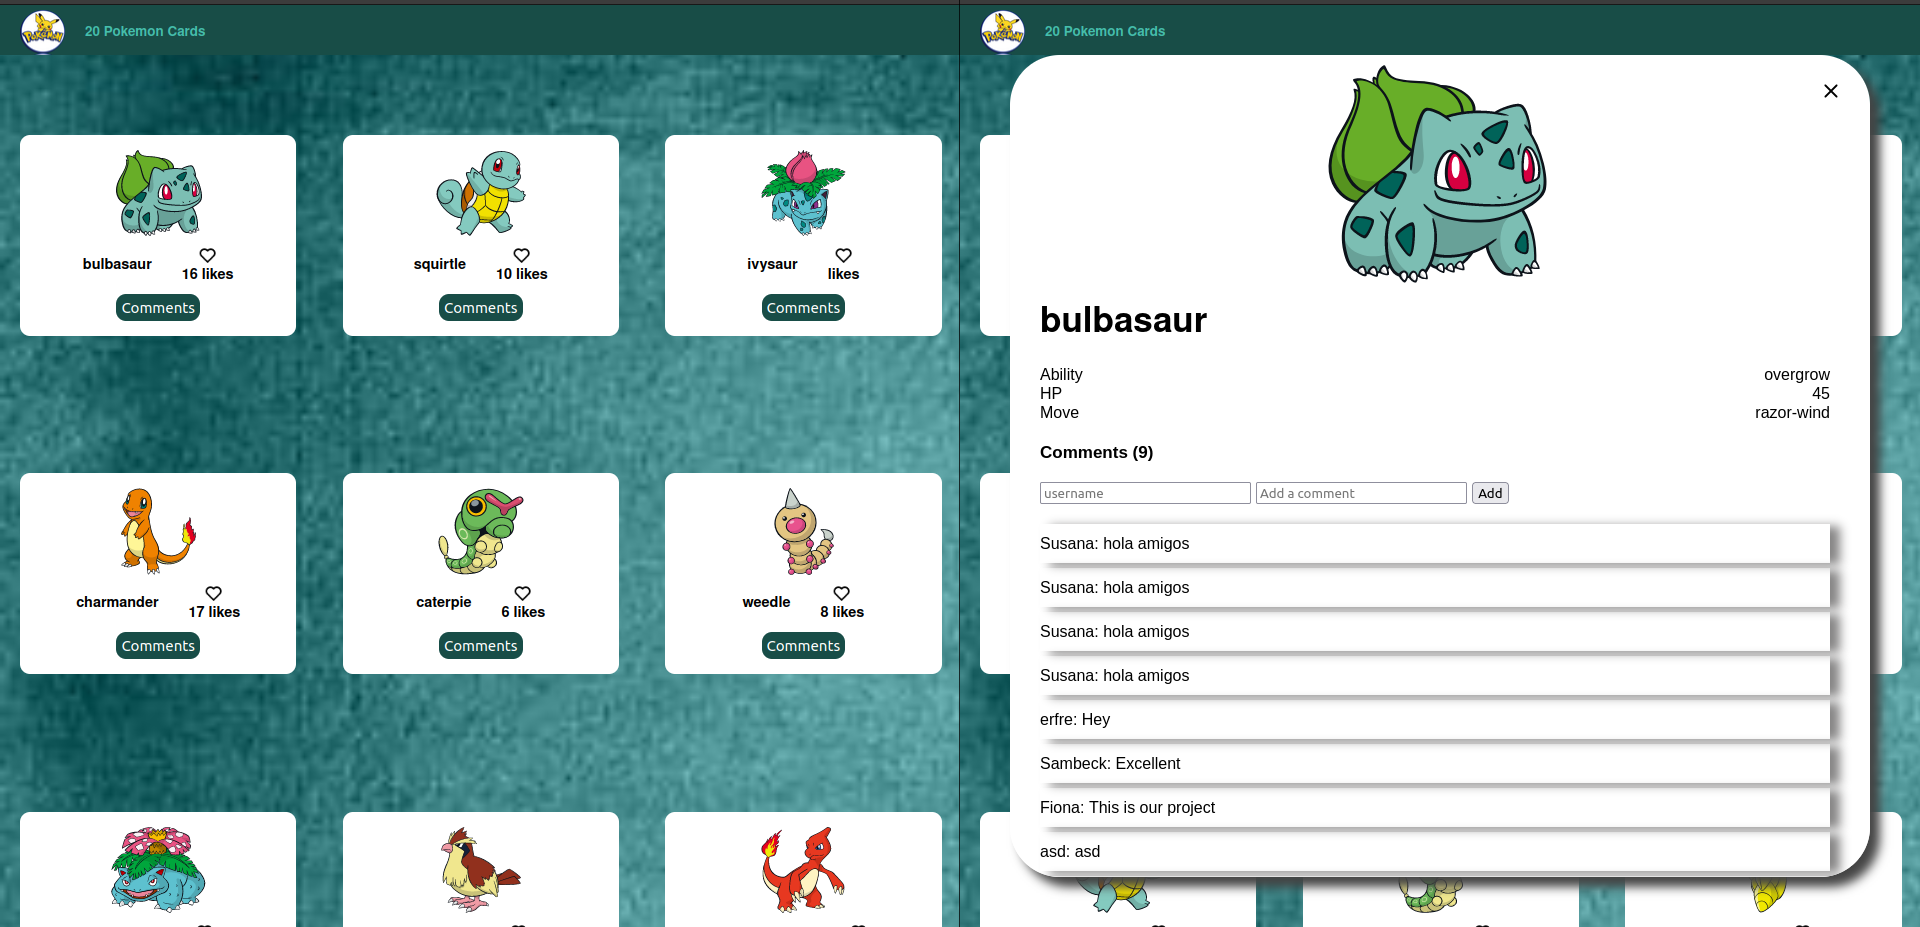 POKéMON
20 Pokemon Cards
bulbasaur
16 likes
Comments
squirtle
10 likes
Comments
ivysaur
likes
Comments
charmander
17 likes
Comments
caterpie
6 likes
Comments
weedle
8 likes
Comments
POKéMON
20 Pokemon Cards
bulbasaur
Ability overgrow
HP 45
Move razor-wind
Comments (9)
username Add a comment Add
Susana: hola amigos
Susana: hola amigos
Susana: hola amigos
Susana: hola amigos
erfre: Hey
Sambeck: Excellent
Fiona: This is our project
asd: asd